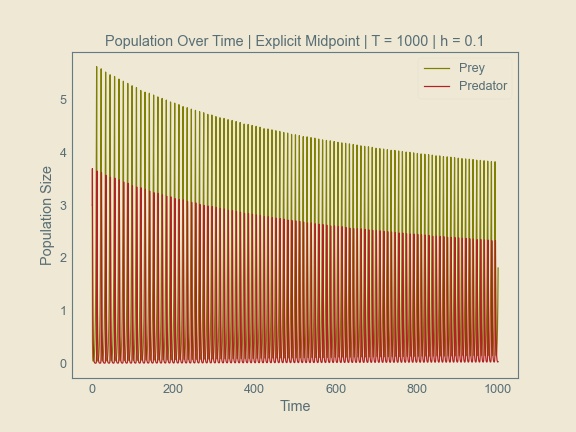 Population Over Time | Explicit Midpoint | T = 1000 | h = 0.1
Prey
Predator
5
4
3
2
1
0
Population Size
0 200 400 600 800 1000
Time